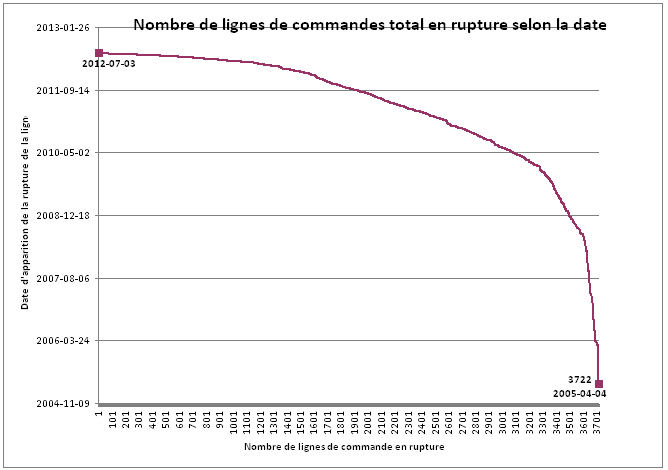 Nombre de lignes de commandes total en rupture selon la date
2013-01-26
2012-07-03
2011-09-14
2010-05-02
2008-12-18
2007-08-06
2006-03-24
2004-11-09
Date d'apparition de la rupture de la lign
3722
2005-04-04
1 101 201 301 401 501 601 701 801 901 1001 1101 1201 1301 1401 1501 1601 1701 1801 1901 2001 2101 2201 2301 2401 2501 2601 2701 2801 2901 3001 3101 3201 3301 3401 3501 3601 3701
Nombre de lignes de commande en rupture